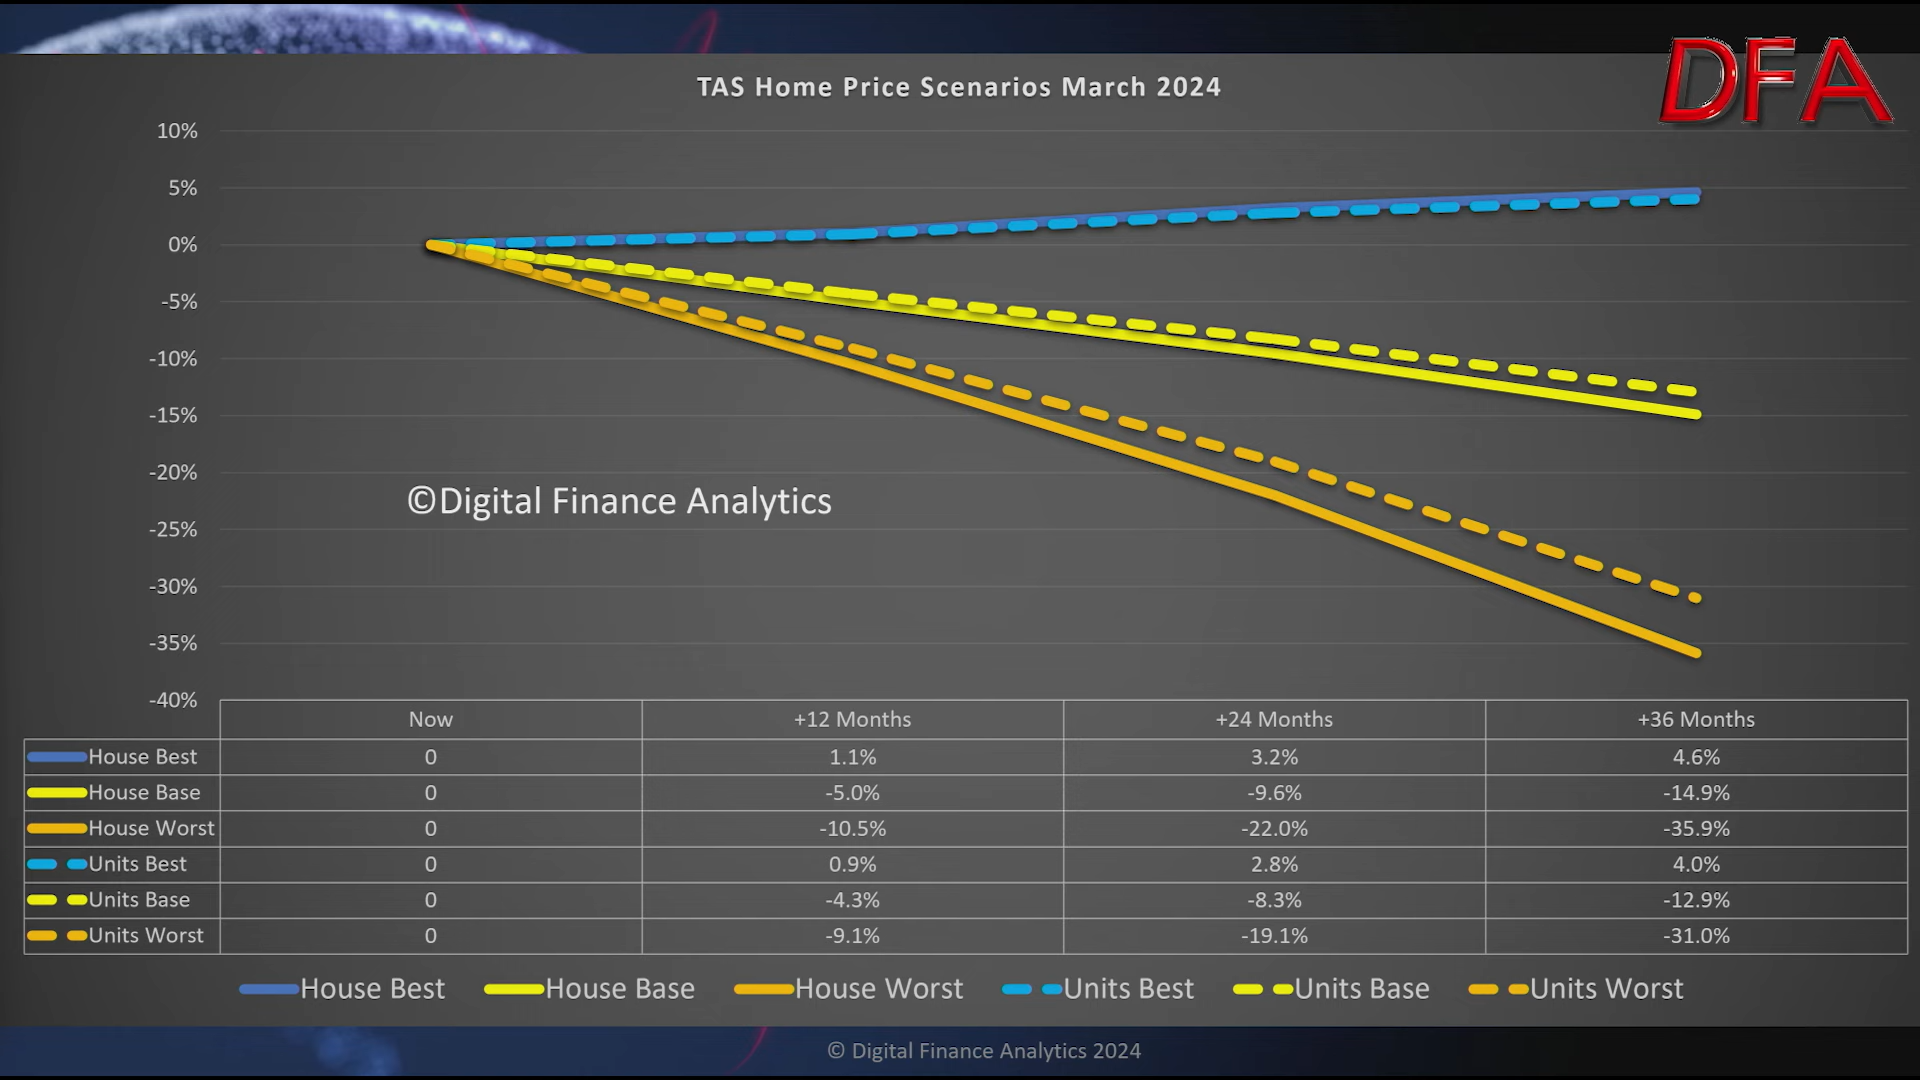 DFA
TAS Home Price Scenarios March 2024
10%
5%
0%
-5%
-10%
-15%
-20%
-25%
-30%
-35%
-40%
©Digital Finance Analytics
Now +12 Months +24 Months +36 Months
House Best 0 1.1% 3.2% 4.6%
House Base 0 -5.0% -9.6% -14.9%
House Worst 0 -10.5% -22.0% -35.9%
Units Best 0 0.9% 2.8% 4.0%
Units Base 0 -4.3% -8.3% -12.9%
Units Worst 0 -9.1% -19.1% -31.0%
House Best House Base House Worst Units Best Units Base Units Worst
© Digital Finance Analytics 2024